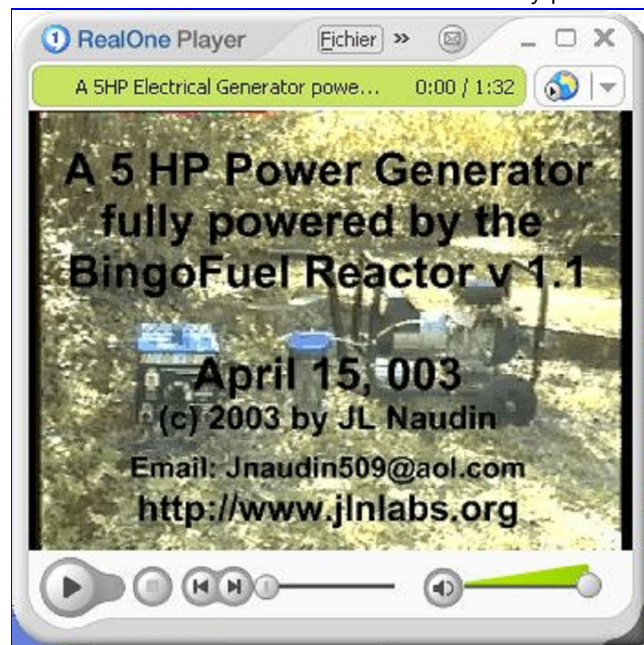 RealOne Player Fichier »
A 5HP Electrical Generator powe... 0:00 / 1:32
A 5 HP Power Generator
fully powered by the
BingoFuel Reactor v 1.1
April 15, 003
(c) 2003 by JL Naudin
Email: Jnaudin509@aol.com
http://www.jlnlabs.org